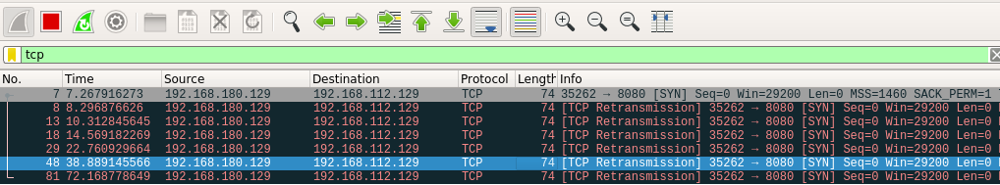 tcp
No. Time Source Destination Protocol Length Info
7 7.267916273 192.168.180.129 192.168.112.129 TCP 74 35262 → 8080 [SYN] Seq=0 Win=29200 Len=0 MSS=1460 SACK_PERM=1
8 8.296876626 192.168.180.129 192.168.112.129 TCP 74 [TCP Retransmission] 35262 → 8080 [SYN] Seq=0 Win=29200 Len=0
13 10.312845645 192.168.180.129 192.168.112.129 TCP 74 [TCP Retransmission] 35262 → 8080 [SYN] Seq=0 Win=29200 Len=0
18 14.569182269 192.168.180.129 192.168.112.129 TCP 74 [TCP Retransmission] 35262 → 8080 [SYN] Seq=0 Win=29200 Len=0
29 22.760929664 192.168.180.129 192.168.112.129 TCP 74 [TCP Retransmission] 35262 → 8080 [SYN] Seq=0 Win=29200 Len=0
48 38.889145566 192.168.180.129 192.168.112.129 TCP 74 [TCP Retransmission] 35262 → 8080 [SYN] Seq=0 Win=29200 Len=0
81 72.168778649 192.168.180.129 192.168.112.129 TCP 74 [TCP Retransmission] 35262 → 8080 [SYN] Seq=0 Win=29200 Len=0